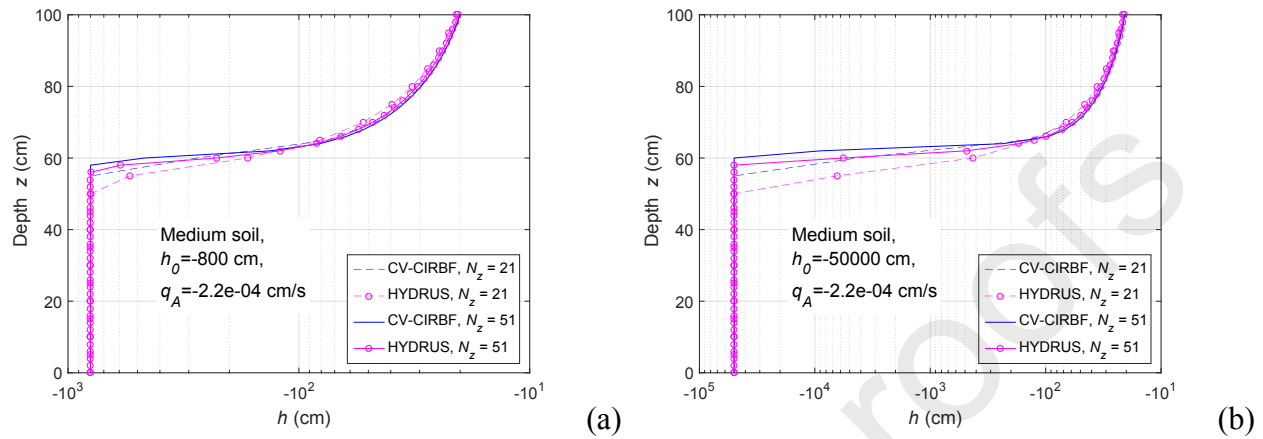 100
80
60
40
20
0
Depth z (cm)
Medium soil,
h0=-800 cm,
qA=-2.2e-04 cm/s
CV-CIRBF, Nz = 21
HYDRUS, Nz = 21
CV-CIRBF, Nz = 51
HYDRUS, Nz = 51
-10^3 -10^2 -10^1
h (cm)
(a)
100
80
60
40
20
0
Depth z (cm)
Medium soil,
h0=-50000 cm,
qA=-2.2e-04 cm/s
CV-CIRBF, Nz = 21
HYDRUS, Nz = 21
CV-CIRBF, Nz = 51
HYDRUS, Nz = 51
-10^5 -10^4 -10^3 -10^2 -10^1
h (cm)
(b)
roofs